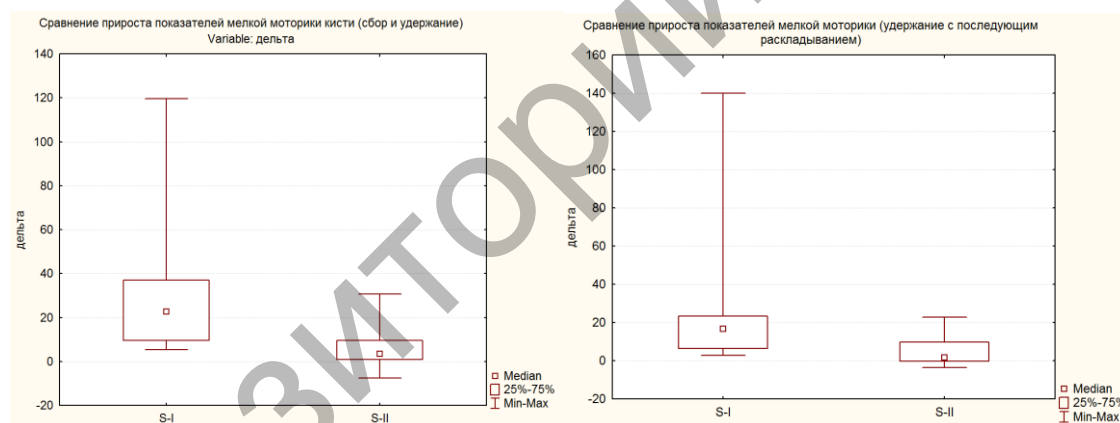 Сравнение прироста показателей мелкой моторики кисти (сбор и удержание)
Variable: дельта
140
120
100
80
60
40
20
0
-20
дельта
S-I
S-II
Median
25%-75%
Min-Max
Сравнение прироста показателей мелкой моторики (удержание с последующим
раскладыванием)
160
140
120
100
80
60
40
20
0
-20
дельта
S-I
S-II
Median
25%-75%
Min-Max
зитори